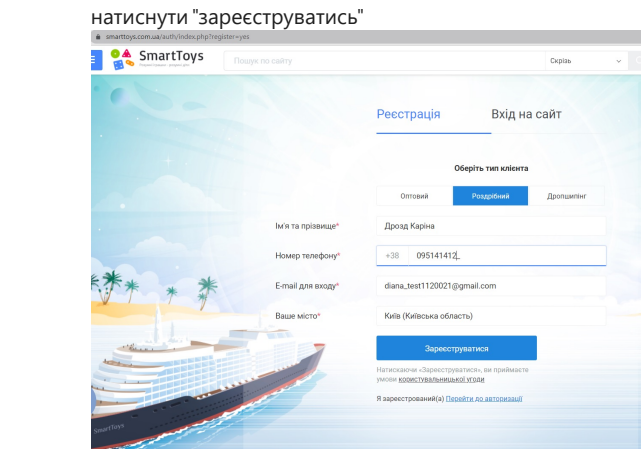 натиснути "зареєструватись"
smarttoys.com.ua/auth/index.php?register=yes
SmartToys
Пошук по сайту
Скрізь
Реєстрація
Вхід на сайт
Оберіть тип клієнта
Оптовий
Роздрібний
Дропшипінг
Ім'я та прізвище*
Дрозд Каріна
Номер телефону*
+38 095141412_
E-mail для входу*
diana_test1120021@gmail.com
Ваше місто*
Київ (Київська область)
Зареєструватися
Натискаючи «Зареєструватися», ви приймаєте
умови користувальницької угоди
Я зареєстрований(а) Перейти до авторизації
SmartToys